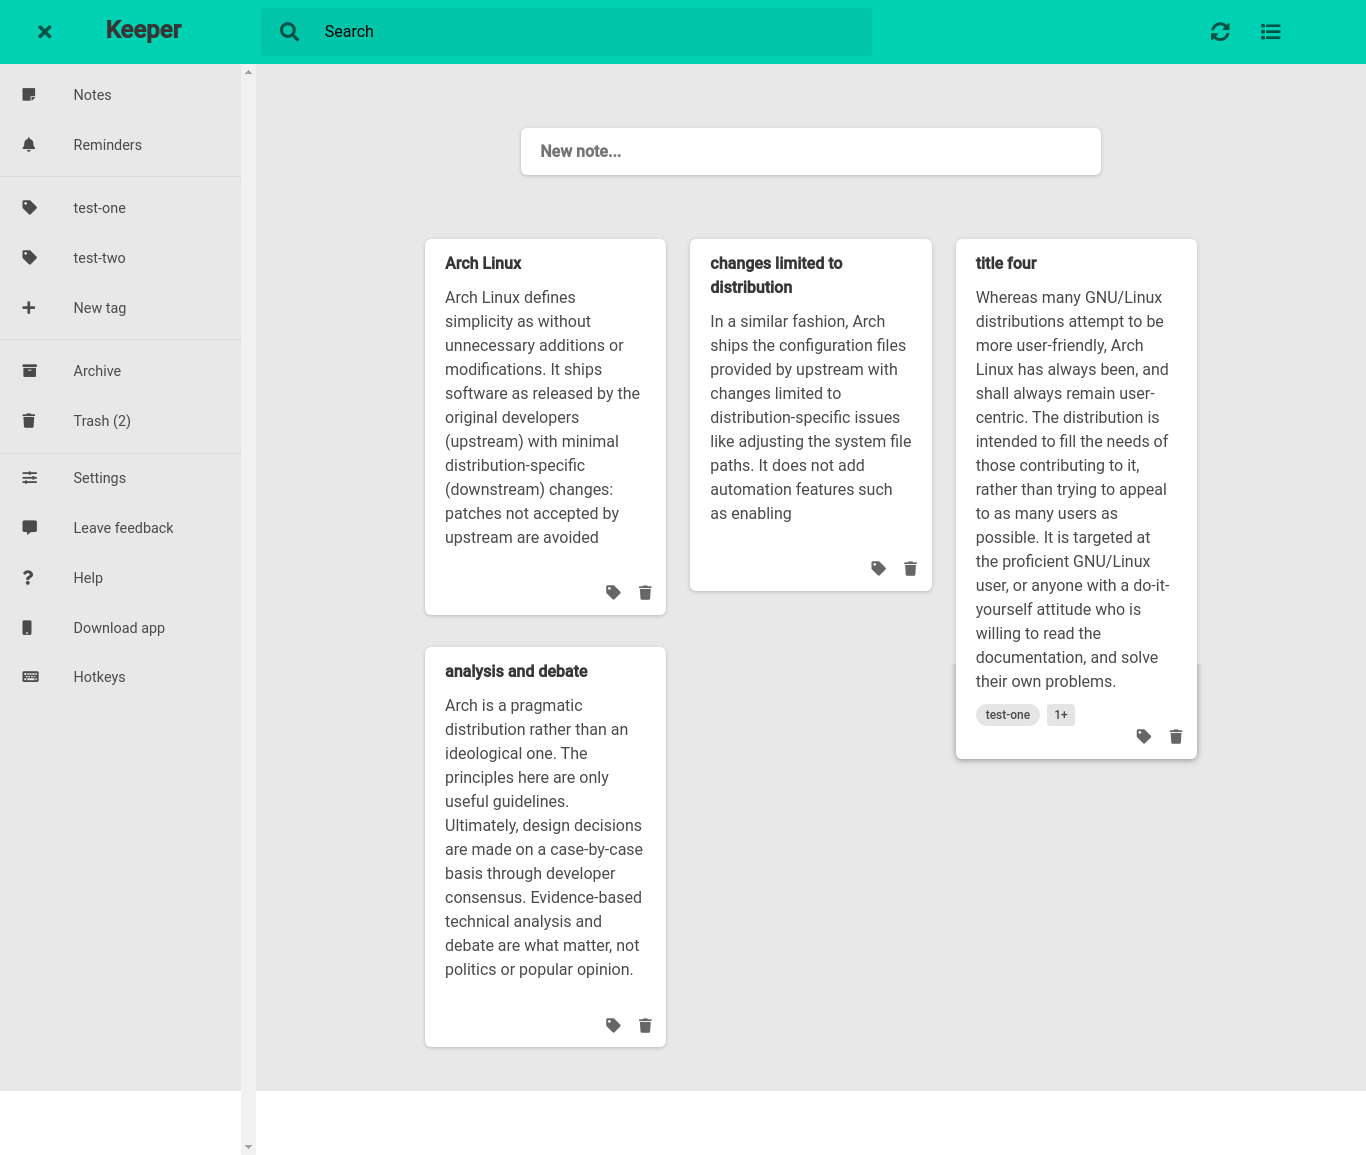 Keeper
Search
Notes
Reminders
test-one
test-two
New tag
Archive
Trash (2)
Settings
Leave feedback
Help
Download app
Hotkeys
New note...
Arch Linux
Arch Linux defines
simplicity as without
unnecessary additions or
modifications. It ships
software as released by the
original developers
(upstream) with minimal
distribution-specific
(downstream) changes:
patches not accepted by
upstream are avoided
changes limited to
distribution
In a similar fashion, Arch
ships the configuration files
provided by upstream with
changes limited to
distribution-specific issues
like adjusting the system file
paths. It does not add
automation features such
as enabling
title four
Whereas many GNU/Linux
distributions attempt to be
more user-friendly, Arch
Linux has always been, and
shall always remain user-
centric. The distribution is
intended to fill the needs of
those contributing to it,
rather than trying to appeal
to as many users as
possible. It is targeted at
the proficient GNU/Linux
user, or anyone with a do-it-
yourself attitude who is
willing to read the
documentation, and solve
their own problems.
test-one 1+
analysis and debate
Arch is a pragmatic
distribution rather than an
ideological one. The
principles here are only
useful guidelines.
Ultimately, design decisions
are made on a case-by-case
basis through developer
consensus. Evidence-based
technical analysis and
debate are what matter, not
politics or popular opinion.